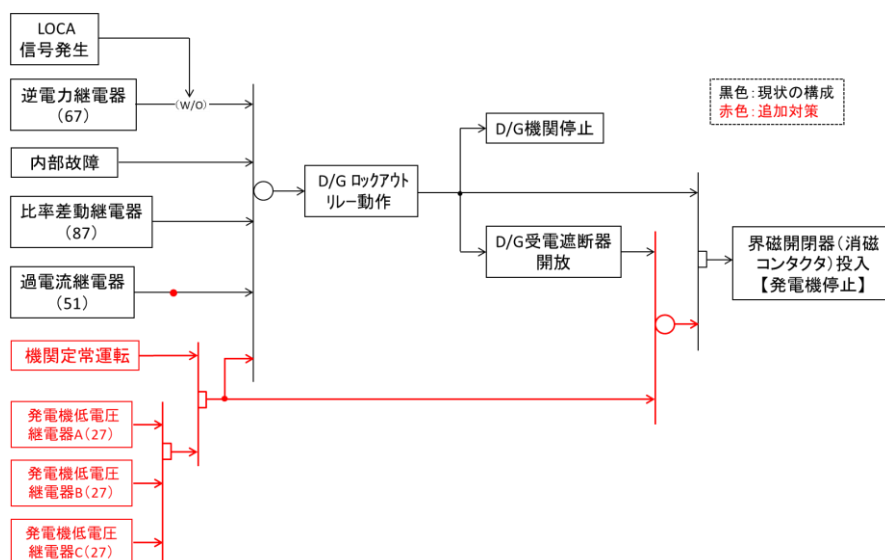 LOCA
信号発生
逆電力継電器
(67)
(W/O)
黒色:現状の構成
赤色:追加対策
D/G機関停止
内部故障
D/G ロックアウト
リレー動作
比率差動継電器
(87)
D/G受電遮断器
開放
界磁開閉器(消磁
コンタクタ)投入
【発電機停止】
過電流継電器
(51)
機関定常運転
発電機低電圧
継電器A(27)
発電機低電圧
継電器B(27)
発電機低電圧
継電器C(27)